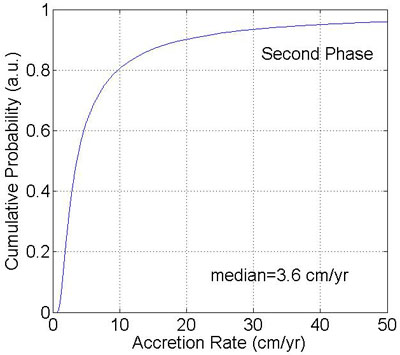 1
0.8
0.6
0.4
0.2
0
Cumulative Probability (a.u.)
Second Phase
median=3.6 cm/yr
0 10 20 30 40 50
Accretion Rate (cm/yr)